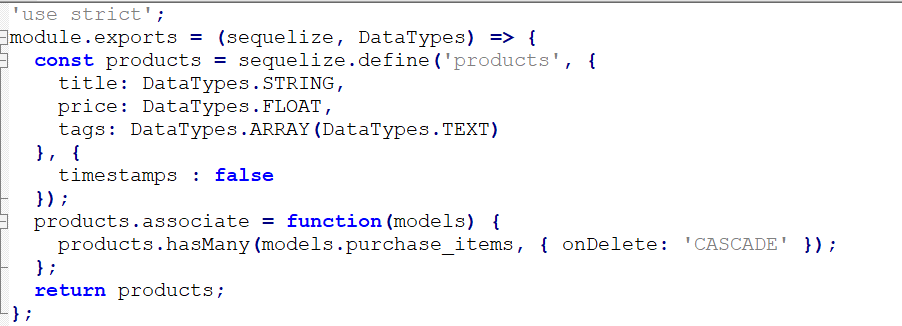 'use strict';
module.exports = (sequelize, DataTypes) => {
  const products = sequelize.define('products', {
    title: DataTypes.STRING,
    price: DataTypes.FLOAT,
    tags: DataTypes.ARRAY(DataTypes.TEXT)
  }, {
    timestamps : false
  });
  products.associate = function(models) {
    products.hasMany(models.purchase_items, { onDelete: 'CASCADE' });
  };
  return products;
};